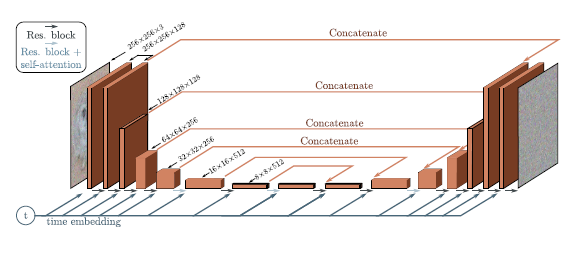 Res. block
Res. block +
self-attention
256×256×3
256×256×128
128×128×128
64×64×256
32×32×256
16×16×512
8×8×512
Concatenate
Concatenate
Concatenate
Concatenate
t
time embedding